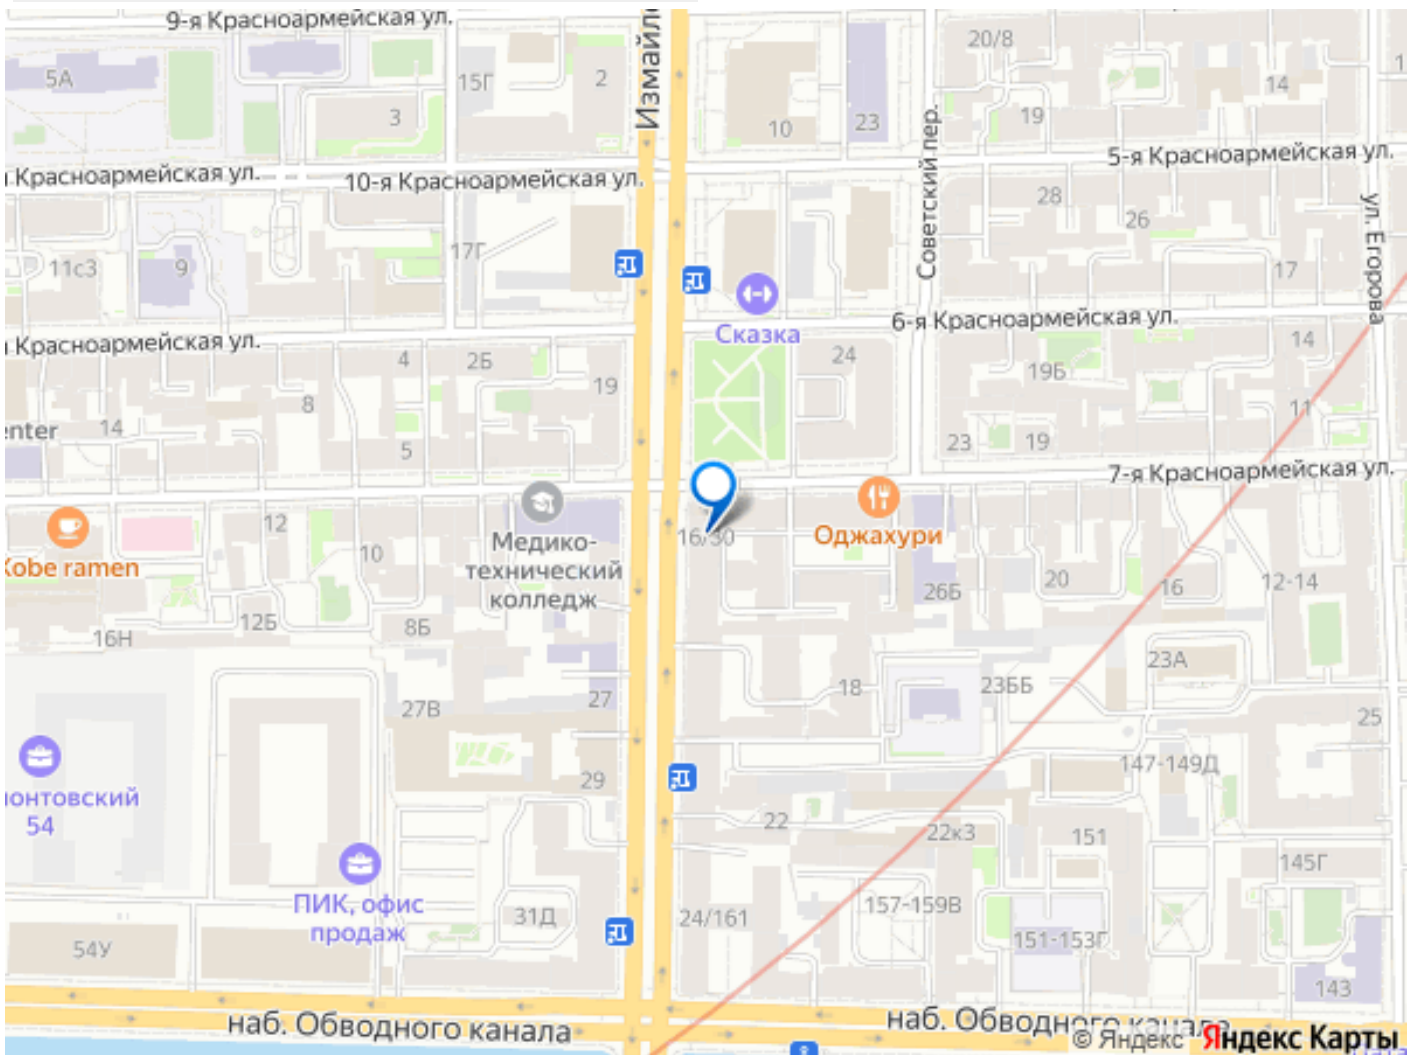 9-я Красноармейская ул.
Измайло
20/8
5А
15Г
2
14
3
10
23
19
Советский пер.
5-я Красноармейская ул.
Красноармейская ул.
10-я Красноармейская ул.
28
26
ул. Егорова
11с3
9
17Г
17
Сказка
6-я Красноармейская ул.
Красноармейская ул.
4
2Б
19
24
19Б
14
8
11
enter
14
5
23
19
7-я Красноармейская ул.
12
10
Медико-
технический
колледж
16/30
Оджахури
Kobe ramen
12Б
8Б
16Н
26Б
20
16
12-14
23А
27В
27
18
23ББ
25
29
147-149Д
онтовский
54
22
22к3
151
145Г
ПИК, офис
продаж
31Д
24/161
157-159В
54У
151-153Г
143
наб. Обводного канала
наб. Обводного канала
© Яндекс Яндекс Карты